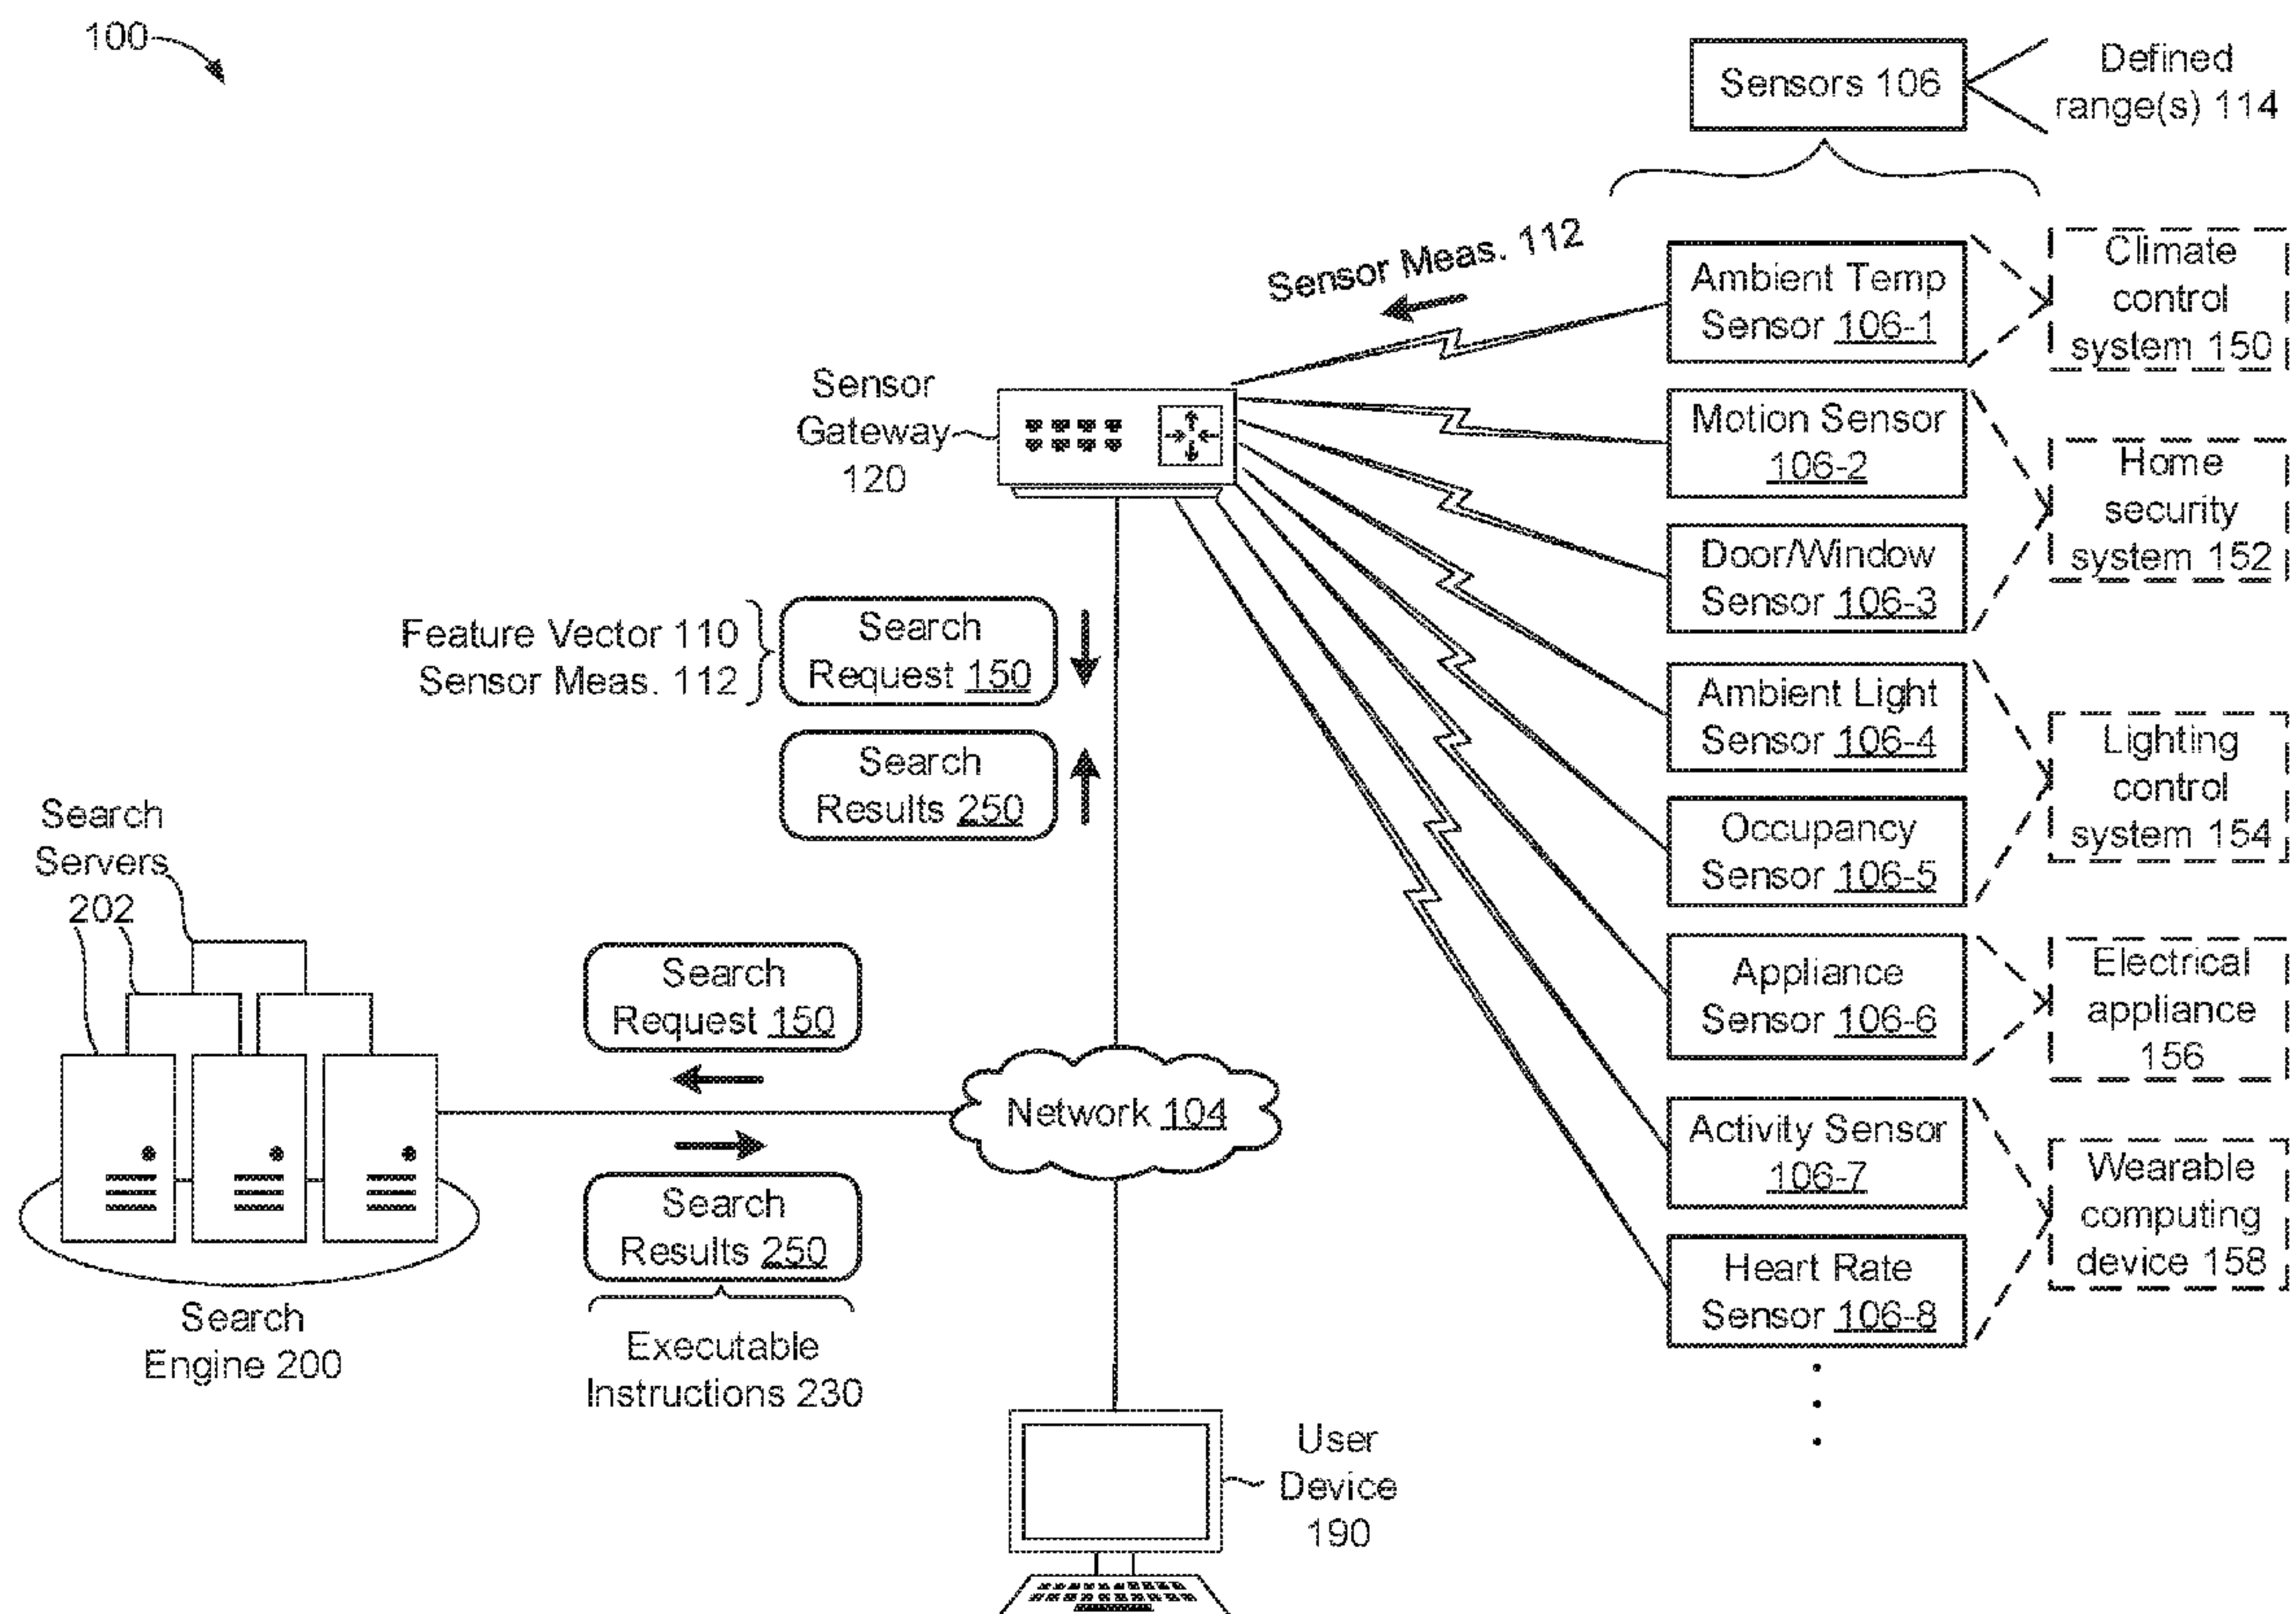 100
Sensors 106
Defined
range(s) 114
Sensor Meas. 112
Ambient Temp
Sensor 106-1
Climate
control
system 150
Sensor
Gateway
120
Motion Sensor
106-2
Home
security
system 152
Door/Window
Sensor 106-3
Feature Vector 110
Sensor Meas. 112
Search
Request 150
Search
Results 250
Ambient Light
Sensor 106-4
Lighting
control
system 154
Occupancy
Sensor 106-5
Search
Servers
202
Search
Request 150
Appliance
Sensor 106-6
Electrical
appliance
156
Network 104
Activity Sensor
106-7
Wearable
computing
device 158
Search
Results 250
Heart Rate
Sensor 106-8
Search
Engine 200
Executable
Instructions 230
User
Device
190